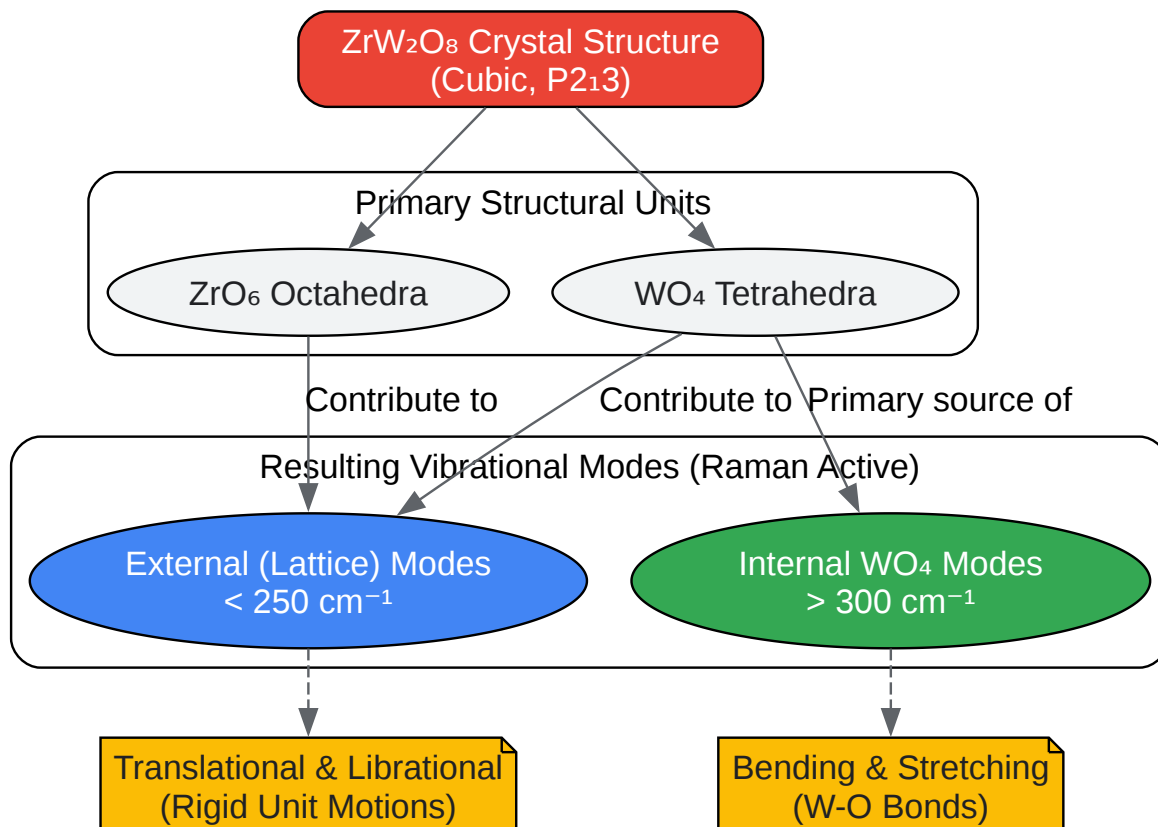 ZrW₂O₈ Crystal Structure
(Cubic, P2₁3)
Primary Structural Units
ZrO₆ Octahedra
WO₄ Tetrahedra
Contribute to
Contribute to
Primary source of
Resulting Vibrational Modes (Raman Active)
External (Lattice) Modes
< 250 cm⁻¹
Internal WO₄ Modes
> 300 cm⁻¹
Translational & Librational
(Rigid Unit Motions)
Bending & Stretching
(W-O Bonds)